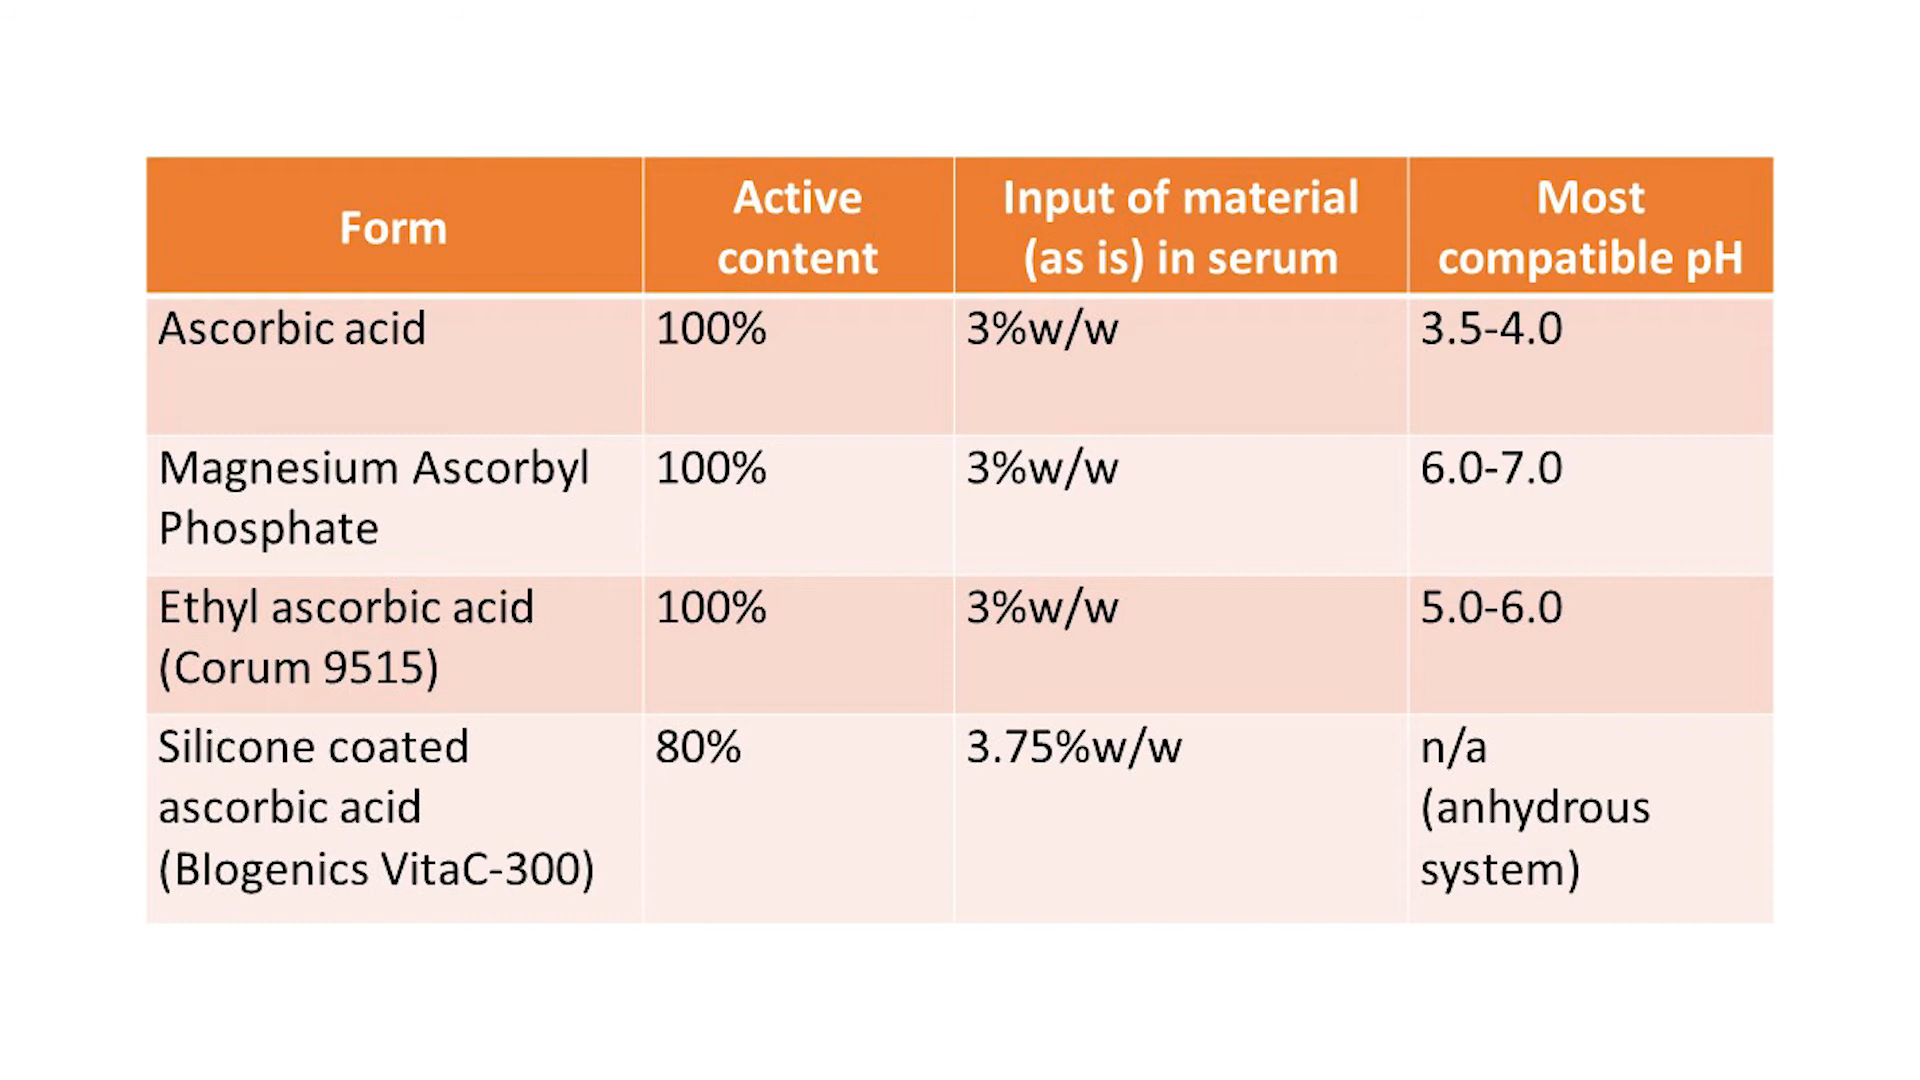 Form
Active
content
Input of material
(as is) in serum
Most
compatible pH
Ascorbic acid
100%
3%w/w
3.5-4.0
Magnesium Ascorbyl
Phosphate
100%
3%w/w
6.0-7.0
Ethyl ascorbic acid
(Corum 9515)
100%
3%w/w
5.0-6.0
Silicone coated
ascorbic acid
(BIogenics VitaC-300)
80%
3.75%w/w
n/a
(anhydrous
system)